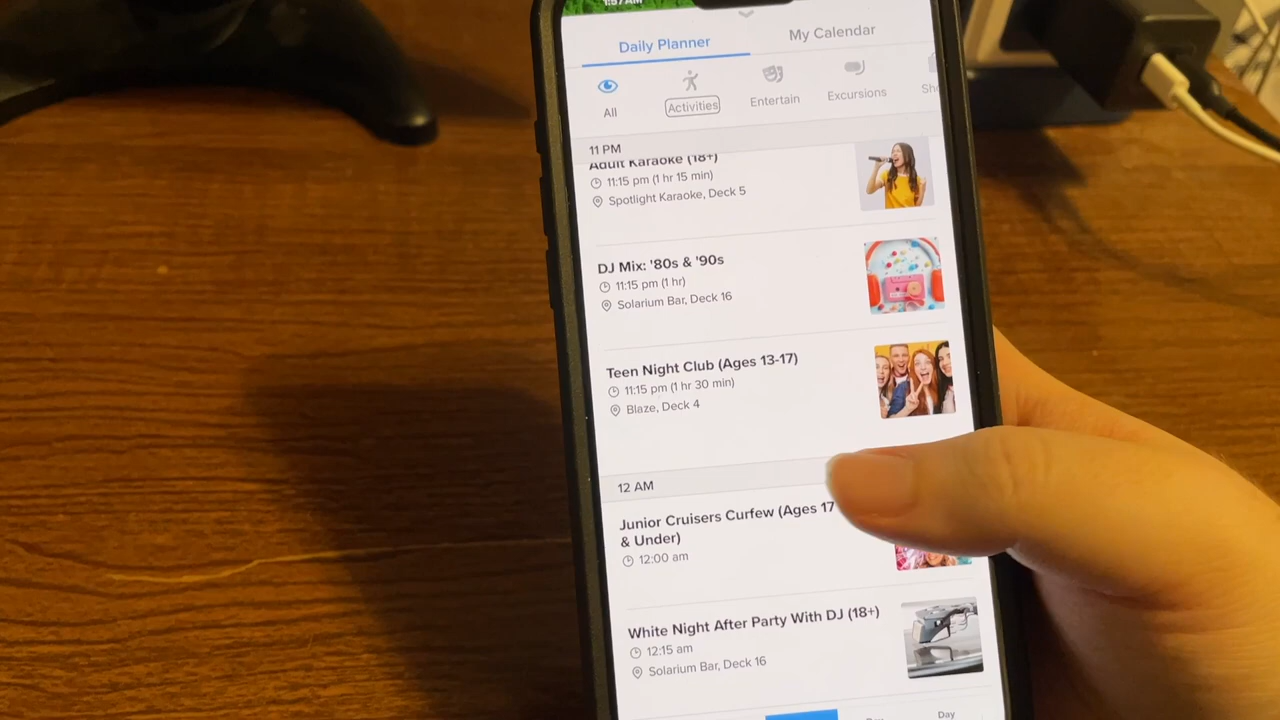 1:57 AM
Daily Planner
My Calendar
All
Activities
Entertain
Excursions
11 PM
Adult Karaoke (18+)
11:15 pm (1 hr 15 min)
Spotlight Karaoke, Deck 5
DJ Mix: '80s & '90s
11:15 pm (1 hr)
Solarium Bar, Deck 16
Teen Night Club (Ages 13-17)
11:15 pm (1 hr 30 min)
Blaze, Deck 4
12 AM
Junior Cruisers Curfew (Ages 17
& Under)
12:00 am
White Night After Party With DJ (18+)
12:15 am
Solarium Bar, Deck 16
Day